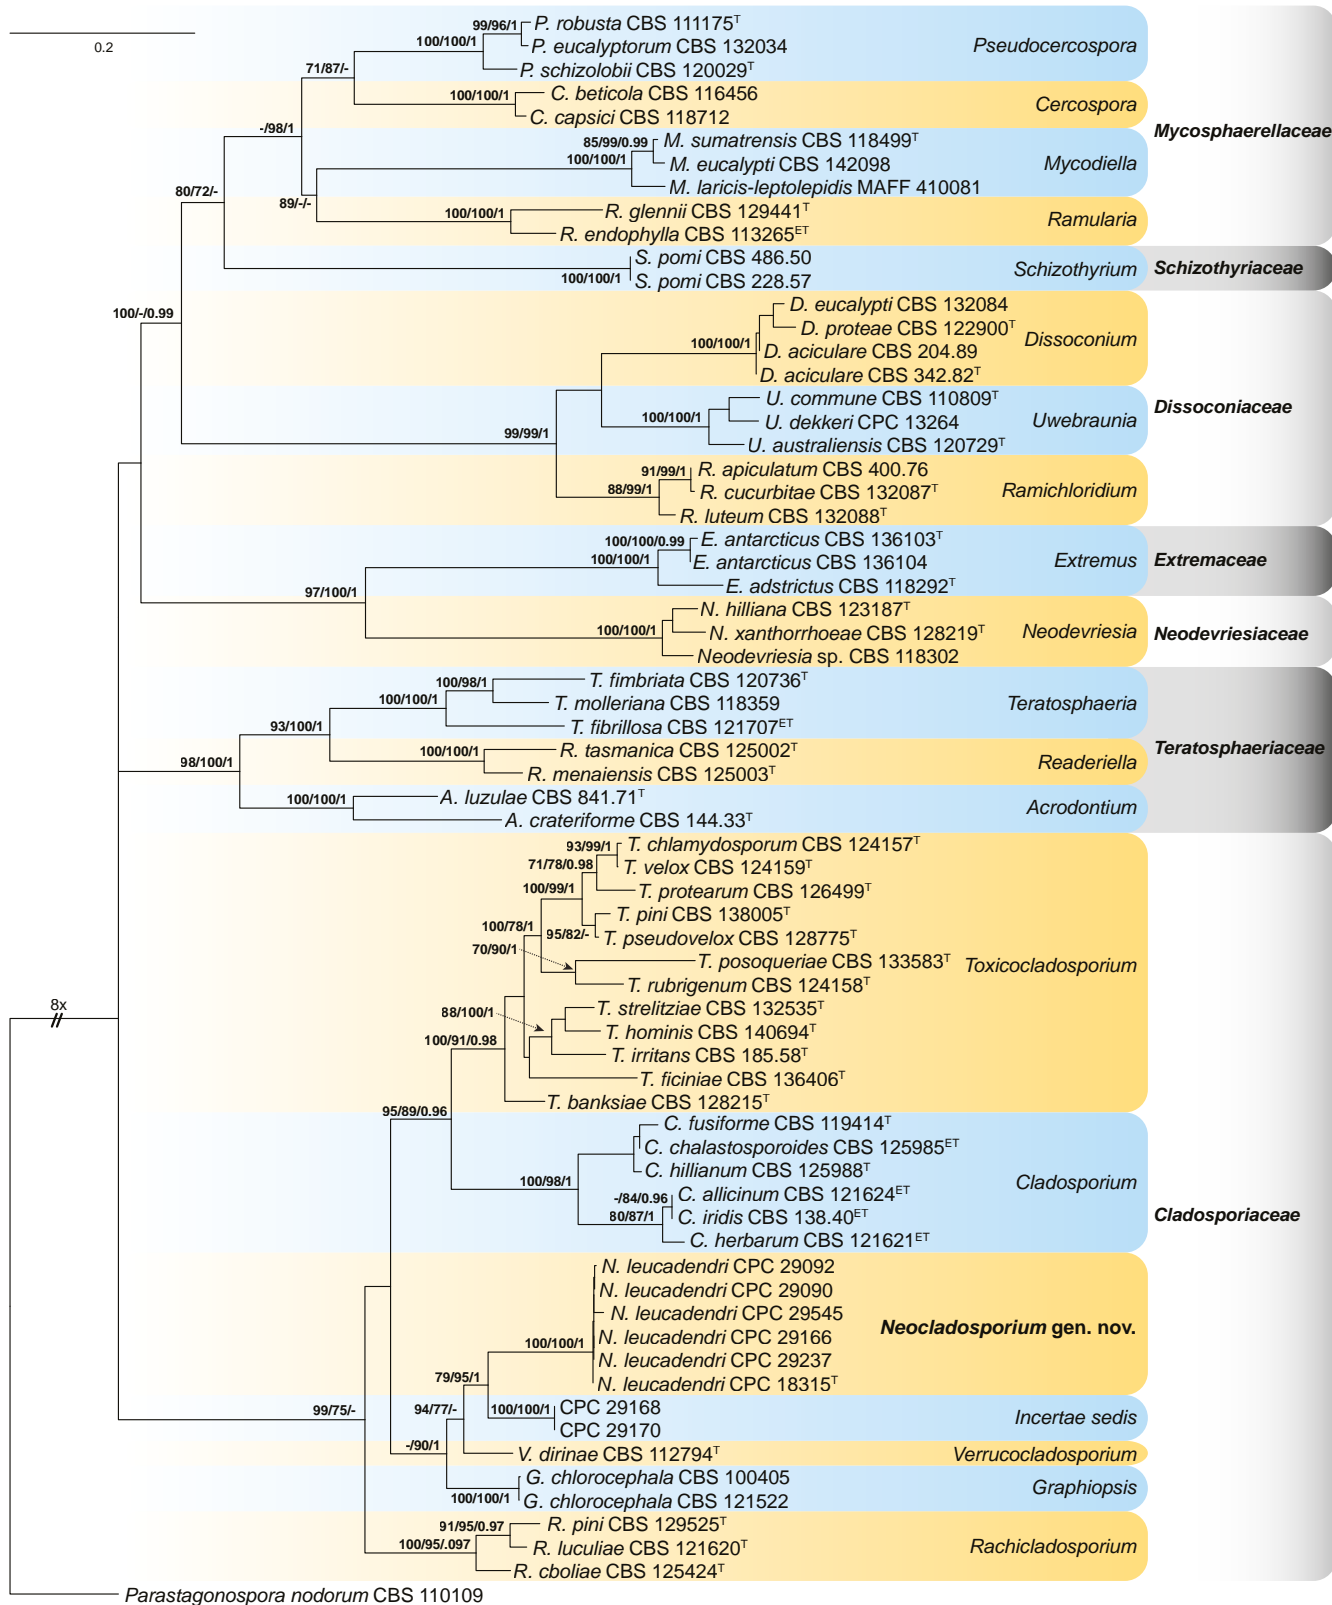 0.2
99/96/1
P. robusta CBS 111175T
100/100/1
P. eucalyptorum CBS 132034
Pseudocercospora
71/87/-
P. schizolobii CBS 120029T
100/100/1
C. beticola CBS 116456
Cercospora
C. capsici CBS 118712
-/98/1
Mycosphaerellaceae
85/99/0.99
M. sumatrensis CBS 118499T
100/100/1
M. eucalypti CBS 142098
Mycodiella
80/72/-
M. laricis-leptolepidis MAFF 410081
89/-/-
100/100/1
R. glennii CBS 129441T
Ramularia
R. endophylla CBS 113265ET
S. pomi CBS 486.50
Schizothyrium
Schizothyriaceae
100/100/1
S. pomi CBS 228.57
D. eucalypti CBS 132084
100/-/0.99
D. proteae CBS 122900T
Dissoconium
100/100/1
D. aciculare CBS 204.89
D. aciculare CBS 342.82T
U. commune CBS 110809T
Dissoconiaceae
100/100/1
U. dekkeri CPC 13264
Uwebraunia
99/99/1
U. australiensis CBS 120729T
91/99/1
R. apiculatum CBS 400.76
88/99/1
R. cucurbitae CBS 132087T
Ramichloridium
R. luteum CBS 132088T
100/100/0.99
E. antarcticus CBS 136103T
100/100/1
E. antarcticus CBS 136104
Extremus
Extremaceae
E. adstrictus CBS 118292T
97/100/1
N. hilliana CBS 123187T
100/100/1
N. xanthorrhoeae CBS 128219T
Neodevriesia
Neodevriesiaceae
Neodevriesia sp. CBS 118302
100/98/1
T. fimbriata CBS 120736T
100/100/1
T. molleriana CBS 118359
Teratosphaeria
93/100/1
T. fibrillosa CBS 121707ET
Teratosphaeriaceae
100/100/1
R. tasmanica CBS 125002T
Readeriella
98/100/1
R. menaiensis CBS 125003T
100/100/1
A. luzulae CBS 841.71T
Acrodontium
A. crateriforme CBS 144.33T
93/99/1
T. chlamydosporum CBS 124157T
71/78/0.98
T. velox CBS 124159T
100/99/1
T. protearum CBS 126499T
T. pini CBS 138005T
100/78/1
95/82/-
T. pseudovelox CBS 128775T
70/90/1
T. posoqueriae CBS 133583T
Toxicocladosporium
T. rubrigenum CBS 124158T
8x
88/100/1
T. strelitziae CBS 132535T
T. hominis CBS 140694T
100/91/0.98
T. irritans CBS 185.58T
T. ficiniae CBS 136406T
T. banksiae CBS 128215T
95/89/0.96
C. fusiforme CBS 119414T
C. chalastosporoides CBS 125985ET
C. hillianum CBS 125988T
100/98/1
Cladosporium
-/84/0.96
C. allicinum CBS 121624ET
80/87/1
C. iridis CBS 138.40ET
Cladosporiaceae
C. herbarum CBS 121621ET
N. leucadendri CPC 29092
N. leucadendri CPC 29090
N. leucadendri CPC 29545
Neocladosporium gen. nov.
100/100/1
N. leucadendri CPC 29166
N. leucadendri CPC 29237
79/95/1
N. leucadendri CPC 18315T
94/77/-
100/100/1
CPC 29168
Incertae sedis
99/75/-
CPC 29170
-/90/1
V. dirinae CBS 112794T
Verrucocladosporium
G. chlorocephala CBS 100405
Graphiopsis
100/100/1
G. chlorocephala CBS 121522
91/95/0.97
R. pini CBS 129525T
100/95/.097
R. luculiae CBS 121620T
Rachicladosporium
R. cboliae CBS 125424T
Parastagonospora nodorum CBS 110109